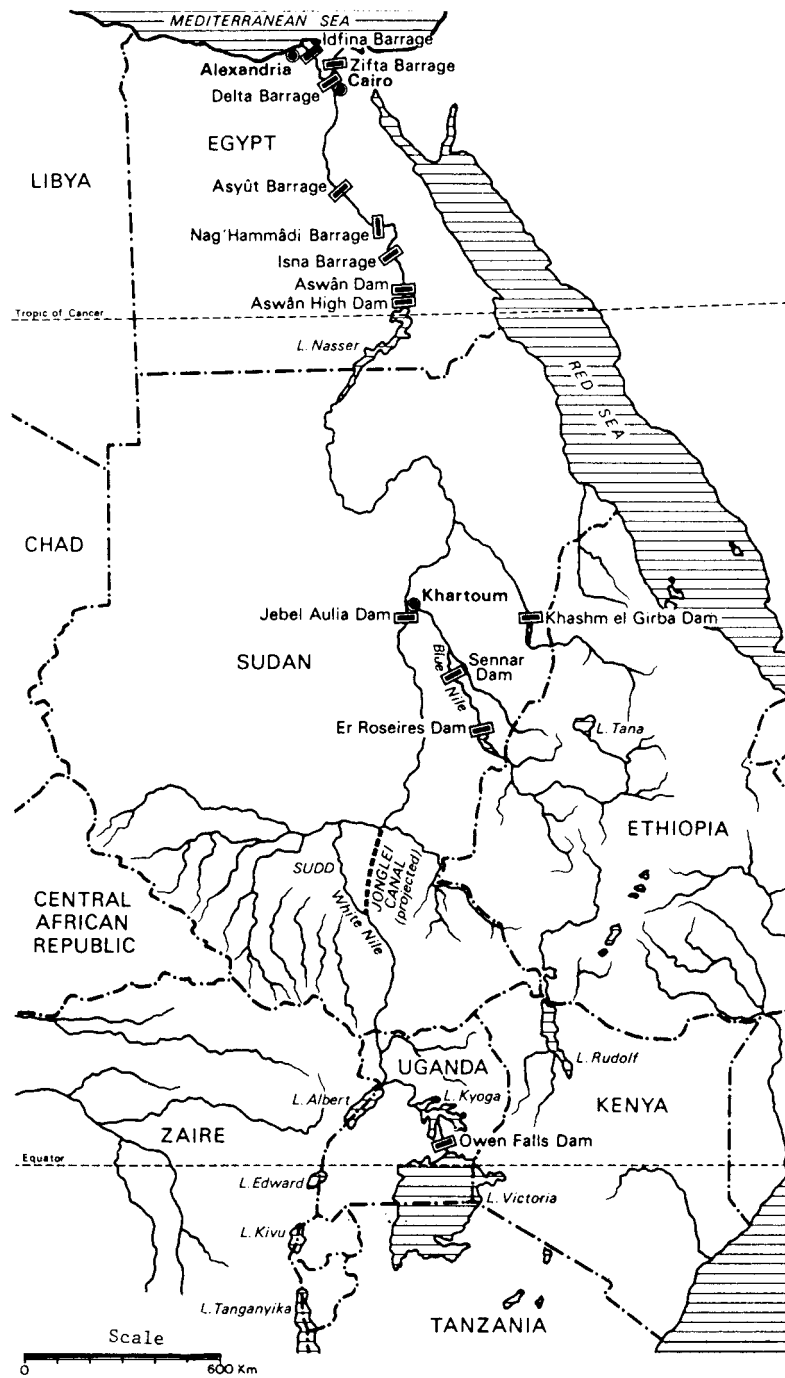 MEDITERRANEAN SEA
Idfina Barrage
Alexandria
Zifta Barrage
Cairo
Delta Barrage
EGYPT
LIBYA
Asyût Barrage
Nag'Hammâdi Barrage
Isna Barrage
Aswân Dam
Aswân High Dam
Tropic of Cancer
L. Nasser
RED SEA
CHAD
Khartoum
Jebel Aulia Dam
Khashm el Girba Dam
SUDAN
Blue Nile
Sennar
Dam
Er Roseires Dam
L. Tana
ETHIOPIA
SUDD
JONGLEI
CANAL
(projected))
White Nile
CENTRAL
AFRICAN
REPUBLIC
L. Rudolf
UGANDA
L. Albert
L. Kyoga
KENYA
ZAIRE
Owen Falls Dam
Equator
L. Edward
L. Victoria
L. Kivu
L. Tanganyika
TANZANIA
Scale
0 600 Km